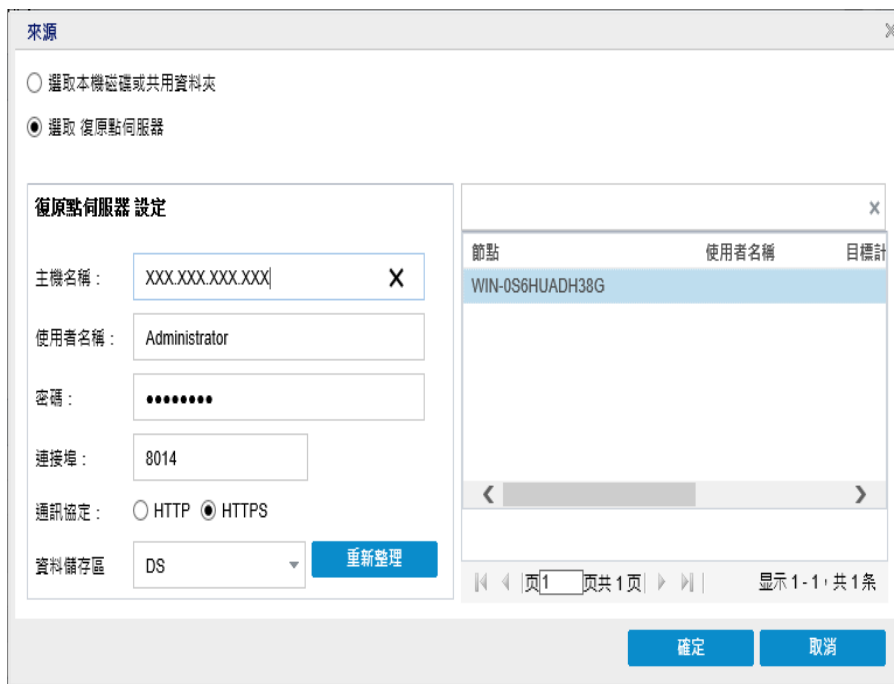 來源
選取本機磁碟或共用資料夾
選取 復原點伺服器
復原點伺服器 設定
主機名稱：
XXX.XXX.XXX.XXX
使用者名稱：
Administrator
密碼：
••••••••
連接埠：
8014
通訊協定：
HTTP
HTTPS
資料儲存區
DS
重新整理
節點 使用者名稱 目標計
WIN-0S6HUADH38G
页1 页共 1 页
显示 1 - 1，共 1 条
確定
取消